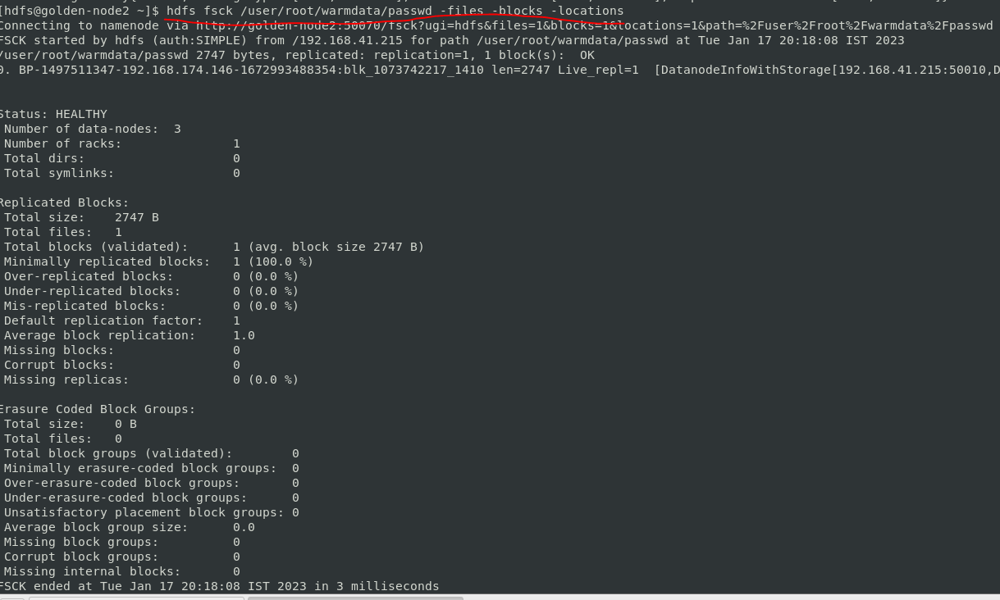 [hdfs@golden-node2 ~]$ hdfs fsck /user/root/warmdata/passwd -files -blocks -locations
Connecting to namenode via http://golden-node2:50070/fsck?ugi=hdfs&files=1&blocks=1&locations=1&path=%2Fuser%2Froot%2Fwarmdata%2Fpasswd
FSCK started by hdfs (auth:SIMPLE) from /192.168.41.215 for path /user/root/warmdata/passwd at Tue Jan 17 20:18:08 IST 2023
/user/root/warmdata/passwd 2747 bytes, replicated: replication=1, 1 block(s):  OK
0. BP-1497511347-192.168.174.146-1672993488354:blk_1073742217_1410 len=2747 Live_repl=1  [DatanodeInfoWithStorage[192.168.41.215:50010,D
Status: HEALTHY
Number of data-nodes:  3
Number of racks:               1
Total dirs:                    0
Total symlinks:                0
Replicated Blocks:
Total size:    2747 B
Total files:   1
Total blocks (validated):      1 (avg. block size 2747 B)
Minimally replicated blocks:   1 (100.0 %)
Over-replicated blocks:        0 (0.0 %)
Under-replicated blocks:       0 (0.0 %)
Mis-replicated blocks:         0 (0.0 %)
Default replication factor:    1
Average block replication:     1.0
Missing blocks:                0
Corrupt blocks:                0
Missing replicas:              0 (0.0 %)
Erasure Coded Block Groups:
Total size:    0 B
Total files:   0
Total block groups (validated):        0
Minimally erasure-coded block groups:  0
Over-erasure-coded block groups:       0
Under-erasure-coded block groups:      0
Unsatisfactory placement block groups: 0
Average block group size:      0.0
Missing block groups:          0
Corrupt block groups:          0
Missing internal blocks:       0
FSCK ended at Tue Jan 17 20:18:08 IST 2023 in 3 milliseconds